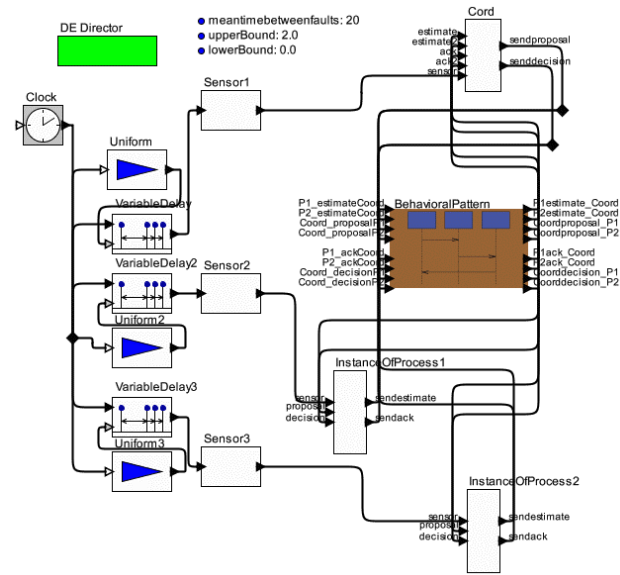 DE Director
meantimebetweenfaults: 20
upperBound: 2.0
lowerBound: 0.0
Cord
estimate
estimate2
ack
ack2
sensor
sendproposal
senddecision
Clock
Sensor1
Uniform
VariableDelay
P1_estimateCoord
P2_estimateCoord
Coord_proposalP1
Coord_proposalP2
P1_ackCoord
P2_ackCoord
Coord_decisionP1
Coord_decisionP2
BehavioralPattern
P1estimate_Coord
P2estimate_Coord
Coordproposal_P1
Coordproposal_P2
P1ack_Coord
P2ack_Coord
Coorddecision_P1
Coorddecision_P2
VariableDelay2
Sensor2
Uniform2
InstanceOfProcess1
sensor
proposal
decision
sendestimate
sendack
VariableDelay3
Sensor3
Uniform3
InstanceOfProcess2
sensor
proposal
decision
sendestimate
sendack